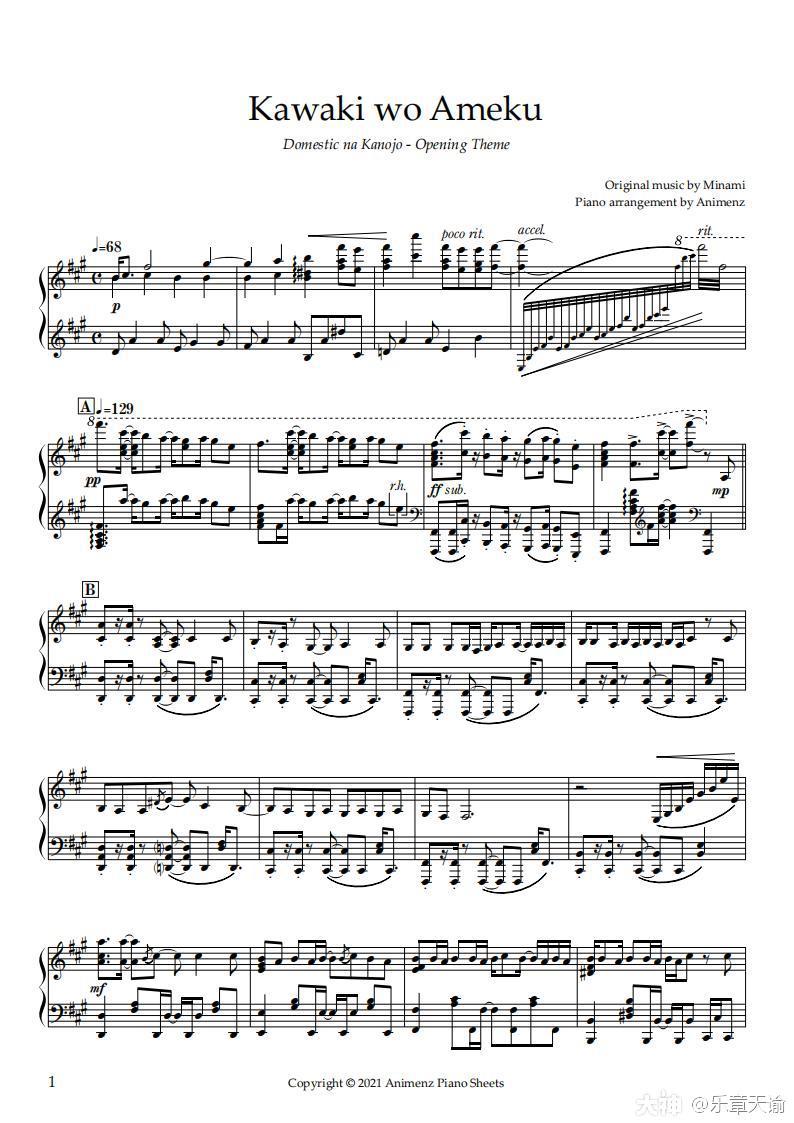 Kawaki wo Ameku
Domestic na Kanojo - Opening Theme
Original music by Minami
Piano arrangement by Animenz
♩=68
poco rit.
accel.
8
rit.
p
A
♩=129
8
pp
r.h.
ff sub.
mp
B
mf
1
Copyright © 2021 Animenz Piano Sheets
大神 @乐章天谕